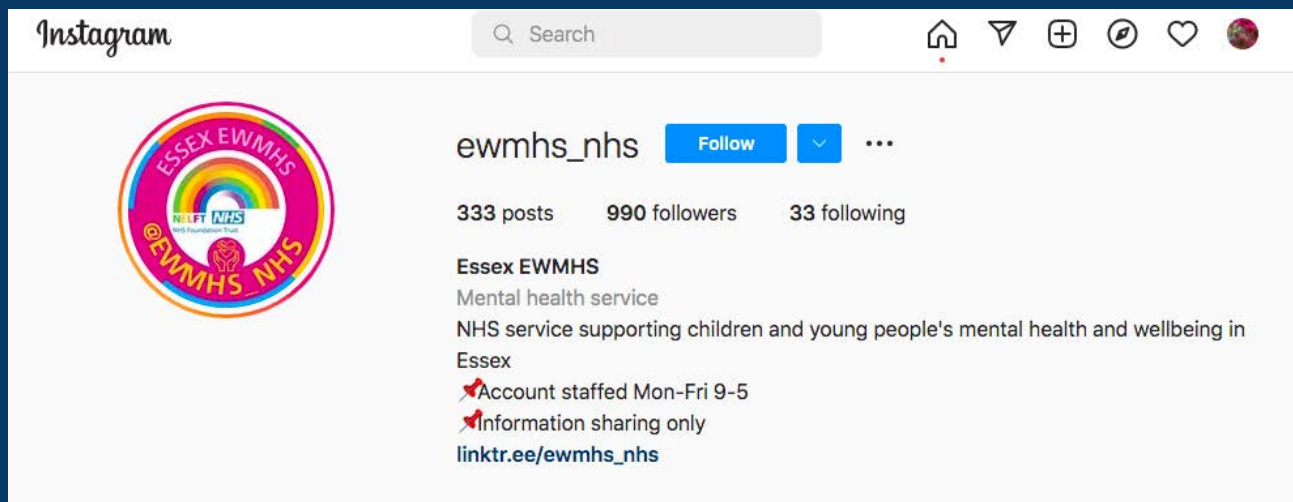 Instagram
Search
ESSEX EWMHS
NELFT NHS
NHS Foundation Trust
@EWMHS_NHS
ewmhs_nhs Follow
333 posts 990 followers 33 following
Essex EWMHS
Mental health service
NHS service supporting children and young people's mental health and wellbeing in
Essex
📌Account staffed Mon-Fri 9-5
📌Information sharing only
linktr.ee/ewmhs_nhs